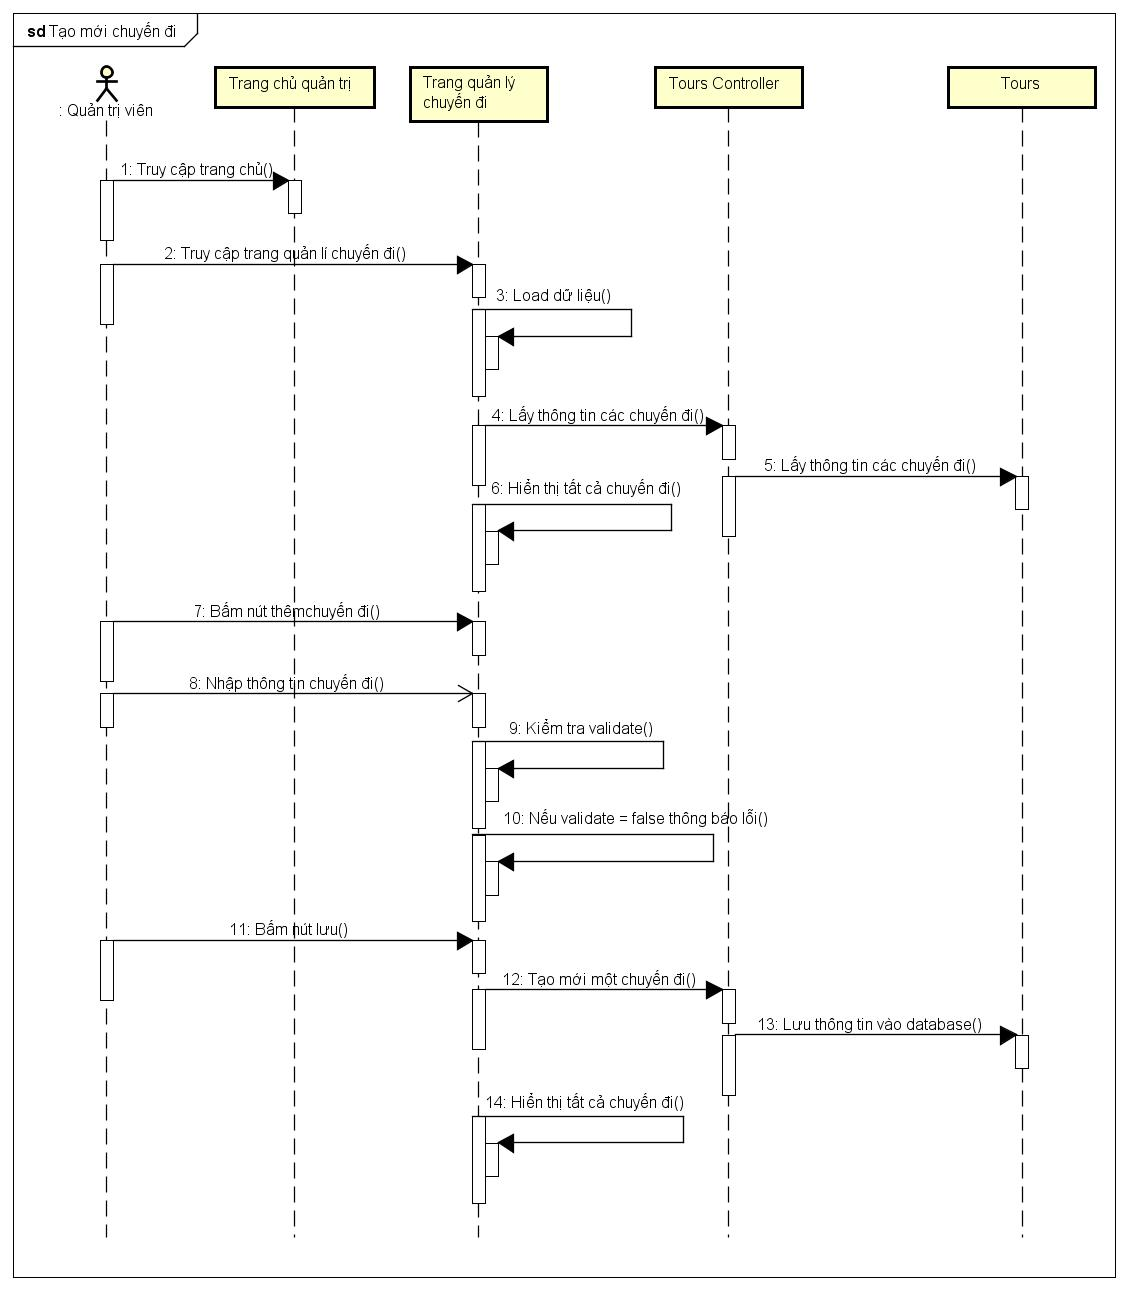 sd Tạo mới chuyến đi
: Quản trị viên
Trang chủ quản trị
Trang quản lý
chuyến đi
Tours Controller
Tours
1: Truy cập trang chủ()
2: Truy cập trang quản lí chuyến đi()
3: Load dữ liệu()
4: Lấy thông tin các chuyến đi()
5: Lấy thông tin các chuyến đi()
6: Hiển thị tất cả chuyến đi()
7: Bấm nút thêmchuyến đi()
8: Nhập thông tin chuyến đi()
9: Kiểm tra validate()
10: Nếu validate = false thông báo lỗi()
11: Bấm nút lưu()
12: Tạo mới một chuyến đi()
13: Lưu thông tin vào database()
14: Hiển thị tất cả chuyến đi()